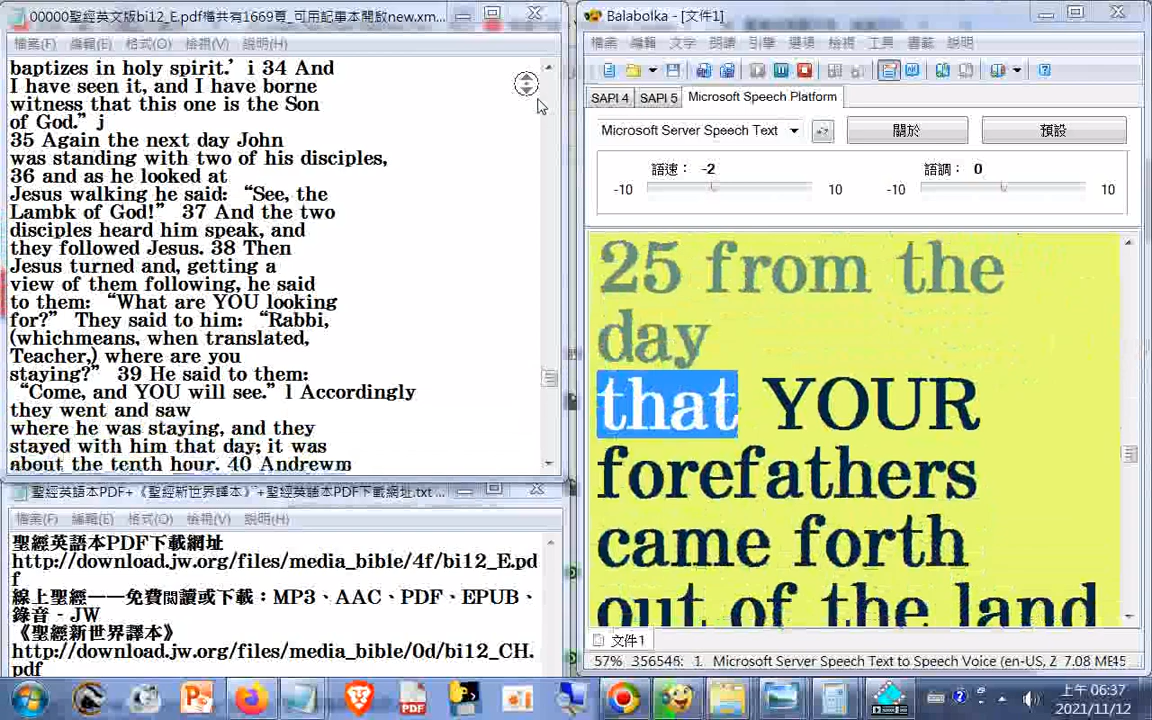 00000聖經英文版bi12_E.pdf檔共有1669頁_可用記事本開啟new.xm...
檔案(F) 編輯(E) 格式(O) 檢視(V) 說明(H)
baptizes in holy spirit.’ i 34 And
I have seen it, and I have borne
witness that this one is the Son
of God.” j
35 Again the next day John
was standing with two of his disciples,
36 and as he looked at
Jesus walking he said: “See, the
Lambk of God!” 37 And the two
disciples heard him speak, and
they followed Jesus. 38 Then
Jesus turned and, getting a
view of them following, he said
to them: “What are YOU looking
for?” They said to him: “Rabbi,
(whichmeans, when translated,
Teacher,) where are you
staying?” 39 He said to them:
“Come, and YOU will see.” l Accordingly
they went and saw
where he was staying, and they
stayed with him that day; it was
about the tenth hour. 40 Andrewm
聖經英語本PDF+《聖經新世界譯本》+聖經英語本PDF下載網址.txt ...
檔案(F) 編輯(E) 格式(O) 檢視(V) 說明(H)
聖經英語本PDF下載網址
http://download.jw.org/files/media_bible/4f/bi12_E.pd
f
線上聖經——免費閱讀或下載：MP3、AAC、PDF、EPUB、
錄音 - JW
《聖經新世界譯本》
http://download.jw.org/files/media_bible/0d/bi12_CH.
pdf
Balabolka - [文件1]
檔案 編輯 文字 朗讀 引擎 選項 檢視 工具 書籤 說明
SAPI 4 SAPI 5 Microsoft Speech Platform
Microsoft Server Speech Text 關於 預設
語速： -2 語調： 0
-10 10 -10 10
25 from the
day
that YOUR
forefathers
came forth
out of the land
文件1
57% 356546: 1 Microsoft Server Speech Text to Speech Voice (en-US, Z 7.08 ME45
上午 06:37
2021/11/12